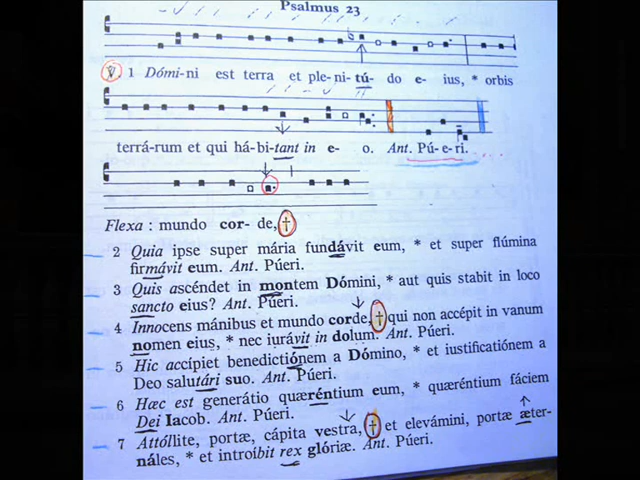 Psalmus 23
℣. 1 Dómi-ni est terra et ple-ni-tú- do e- ius, * orbis
terrá-rum et qui há-bi-tant in e- o. Ant. Pú-e-ri.
Flexa : mundo cor- de, †
2 Quia ipse super mária fundávit eum, * et super flúmina
firmávit eum. Ant. Púeri.
3 Quis ascéndet in montem Dómini, * aut quis stabit in loco
sancto eius? Ant. Púeri.
4 Innocens mánibus et mundo corde, † qui non accépit in vanum
nomen eius, * nec iurávit in dolum. Ant. Púeri.
5 Hic accípiet benedictiónem a Dómino, * et iustificatiónem a
Deo salutári suo. Ant. Púeri.
6 Hæc est generátio quæréntium eum, * quæréntium fáciem
Dei Iacob. Ant. Púeri.
7 Attóllite, portæ, cápita vestra, † et elevámini, portæ æter-
náles, * et introíbit rex glóriæ. Ant. Púeri.